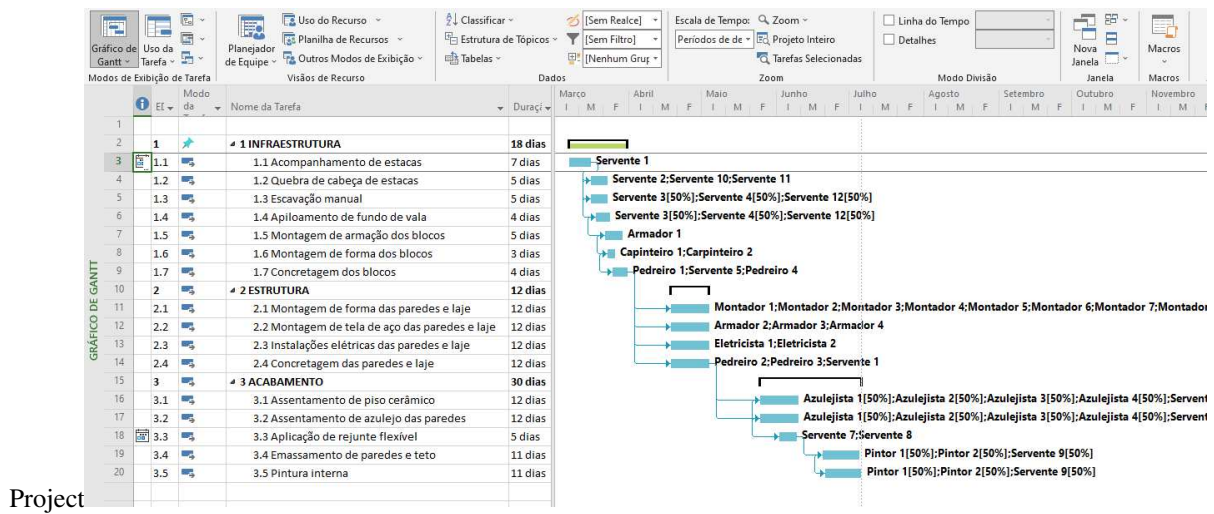 Gráfico de Gantt
Uso da Tarefa
Modos de Exibição de Tarefa
Planejador de Equipe
Uso do Recurso
Planilha de Recursos
Outros Modos de Exibição
Visões de Recurso
Classificar
Estrutura de Tópicos
Tabelas
[Sem Realce]
[Sem Filtro]
[Nenhum Grup
Dados
Escala de Tempo:
Períodos de de
Zoom
Projeto Inteiro
Tarefas Selecionadas
Zoom
Linha do Tempo
Detalhes
Modo Divisão
Nova Janela
Janela
Macros
Macros
Modo da Nome da Tarefa Duraçi
Março Abril Maio Junho Julho Agosto Setembro Outubro Novembro
I M F I M F I M F I M F I M F I M F I M F I M F I M F
1
2 1 1 INFRAESTRUTURA 18 dias
3 1.1 1.1 Acompanhamento de estacas 7 dias Servente 1
4 1.2 1.2 Quebra de cabeça de estacas 5 dias Servente 2;Servente 10;Servente 11
5 1.3 1.3 Escavação manual 5 dias Servente 3[50%];Servente 4[50%];Servente 12[50%]
6 1.4 1.4 Apiloamento de fundo de vala 4 dias Servente 3[50%];Servente 4[50%];Servente 12[50%]
7 1.5 1.5 Montagem de armação dos blocos 5 dias Armador 1
8 1.6 1.6 Montagem de forma dos blocos 3 dias Capinteiro 1;Carpinteiro 2
9 1.7 1.7 Concretagem dos blocos 4 dias Pedreiro 1;Servente 5;Pedreiro 4
10 2 2 ESTRUTURA 12 dias
11 2.1 2.1 Montagem de forma das paredes e laje 12 dias Montador 1;Montador 2;Montador 3;Montador 4;Montador 5;Montador 6;Montador 7;Montador
12 2.2 2.2 Montagem de tela de aço das paredes e laje 12 dias Armador 2;Armador 3;Armador 4
13 2.3 2.3 Instalações elétricas das paredes e laje 12 dias Eletricista 1;Eletricista 2
14 2.4 2.4 Concretagem das paredes e laje 12 dias Pedreiro 2;Pedreiro 3;Servente 1
15 3 3 ACABAMENTO 30 dias
16 3.1 3.1 Assentamento de piso cerâmico 12 dias Azulejista 1[50%];Azulejista 2[50%];Azulejista 3[50%];Azulejista 4[50%];Servent
17 3.2 3.2 Assentamento de azulejo das paredes 12 dias Azulejista 1[50%];Azulejista 2[50%];Azulejista 3[50%];Azulejista 4[50%];Servent
18 3.3 3.3 Aplicação de rejunte flexível 5 dias Servente 7;Servente 8
19 3.4 3.4 Emassamento de paredes e teto 11 dias Pintor 1[50%];Pintor 2[50%];Servente 9[50%]
20 3.5 3.5 Pintura interna 11 dias Pintor 1[50%];Pintor 2[50%];Servente 9[50%]
GRÁFICO DE GANTT
Project